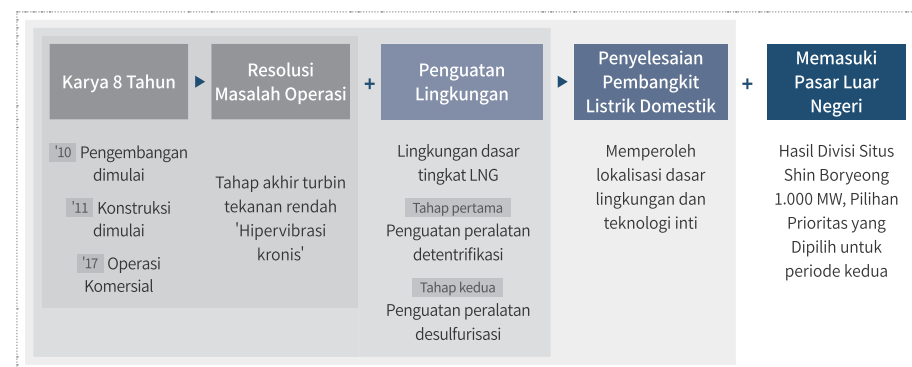 Karya 8 Tahun
Resolusi
Masalah Operasi
+
Penguatan
Lingkungan
Penyelesaian
Pembangkit
Listrik Domestik
+
Memasuki
Pasar Luar
Negeri
'10 Pengembangan
dimulai
'11 Konstruksi
dimulai
'17 Operasi
Komersial
Tahap akhir turbin
tekanan rendah
'Hipervibrasi
kronis'
Lingkungan dasar
tingkat LNG
Tahap pertama
Penguatan peralatan
detentrifikasi
Tahap kedua
Penguatan peralatan
desulfurisasi
Memperoleh
lokalisasi dasar
lingkungan dan
teknologi inti
Hasil Divisi Situs
Shin Boryeong
1.000 MW, Pilihan
Prioritas yang
Dipilih untuk
periode kedua